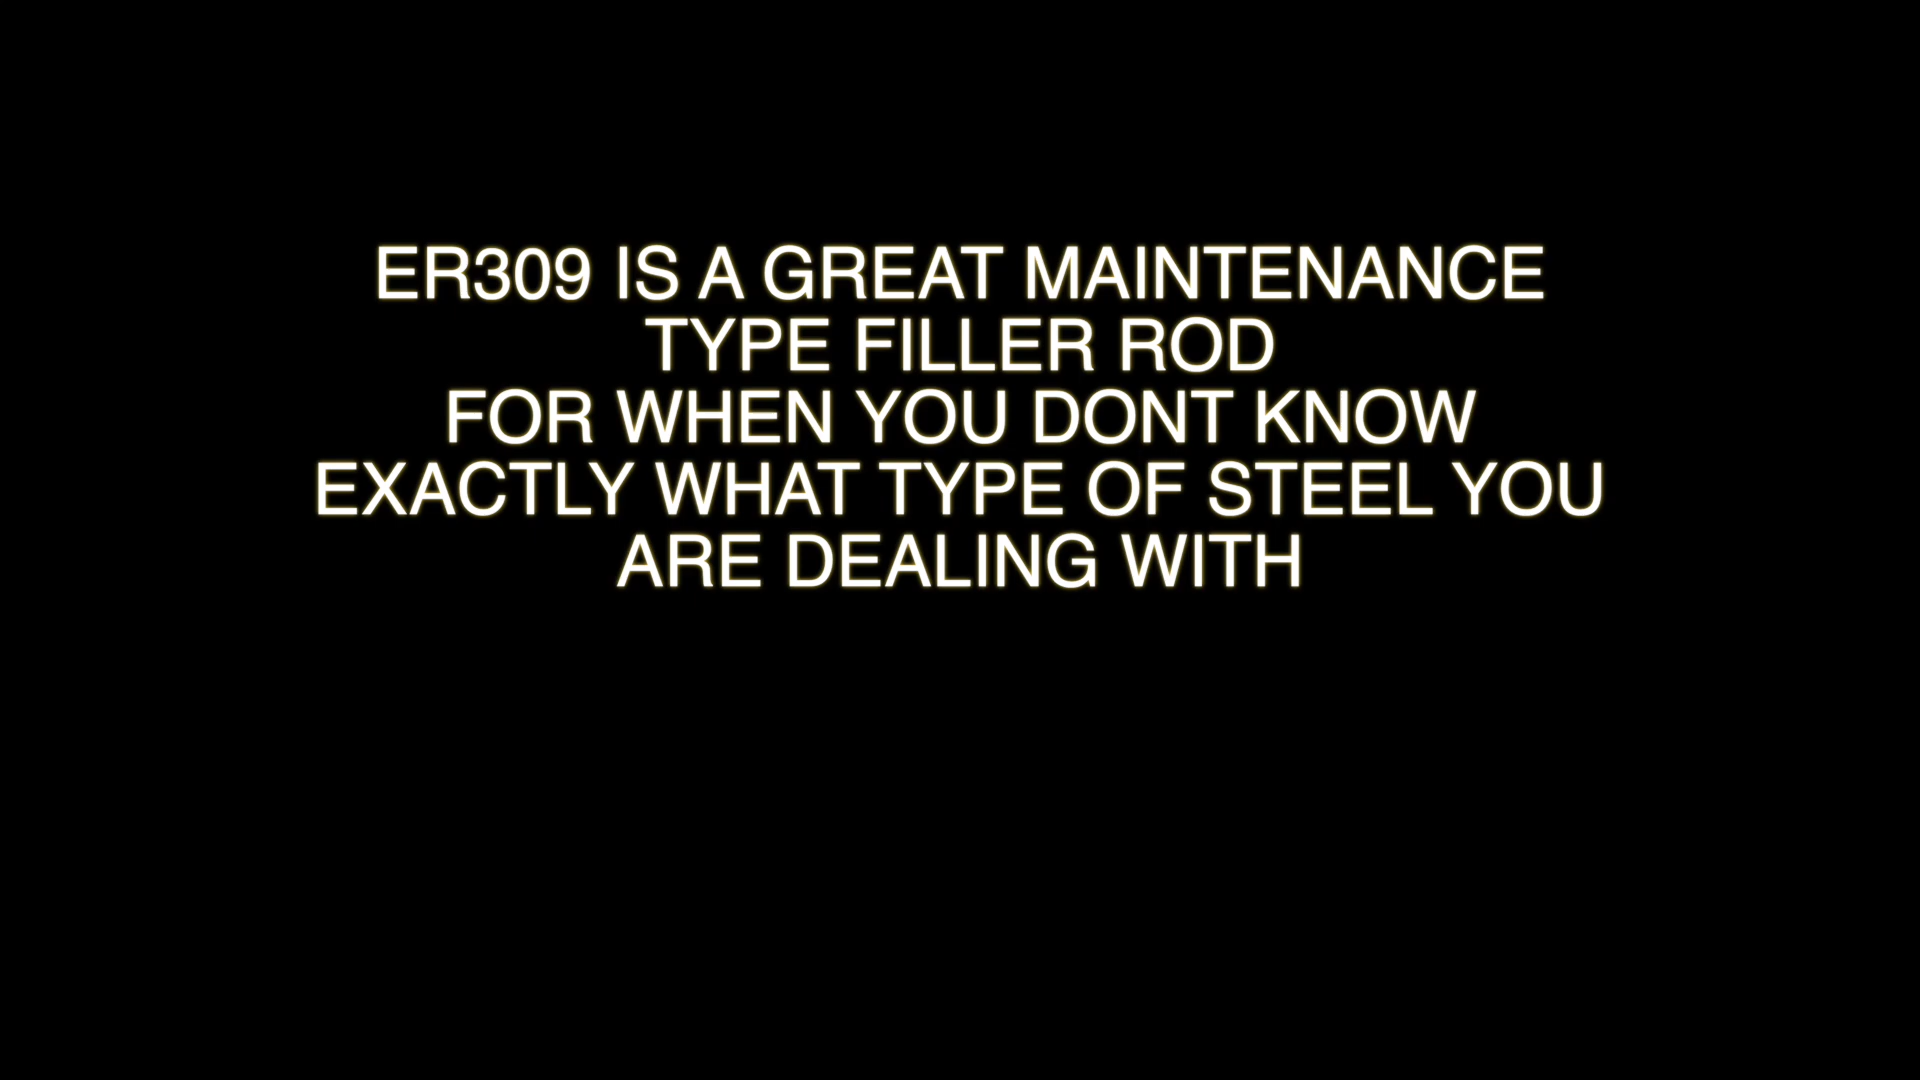 ER309 IS A GREAT MAINTENANCE
TYPE FILLER ROD
FOR WHEN YOU DONT KNOW
EXACTLY WHAT TYPE OF STEEL YOU
ARE DEALING WITH